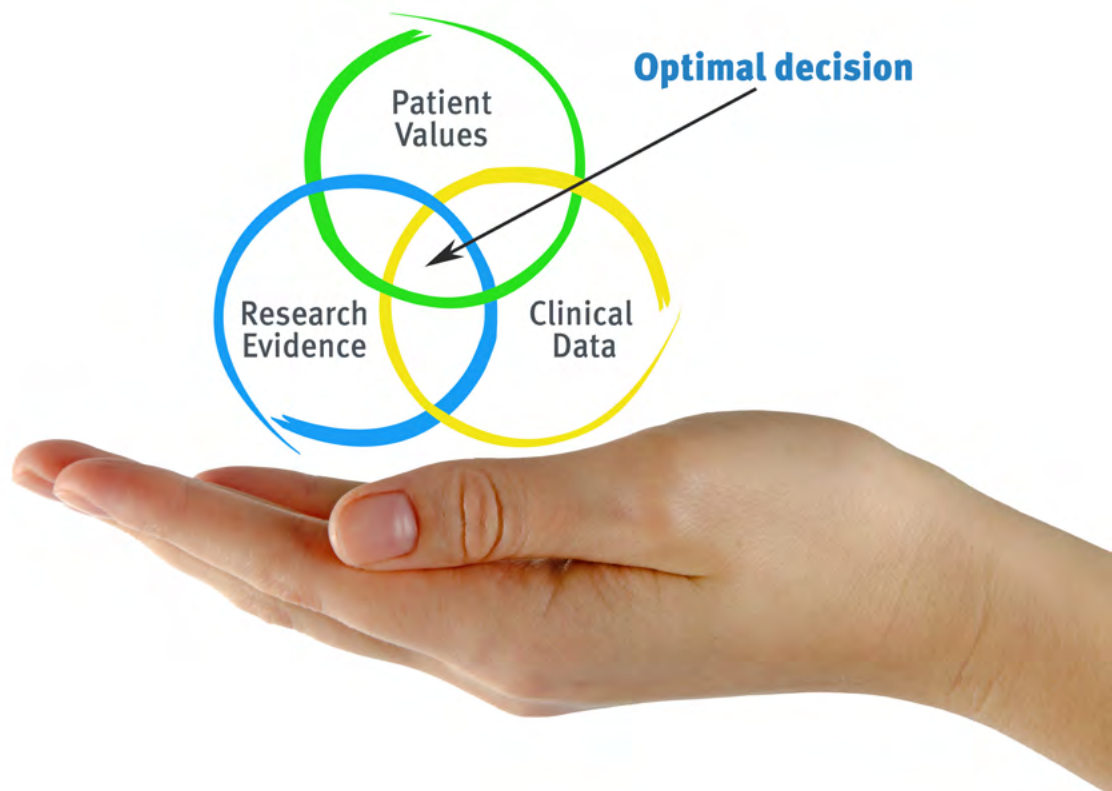 Optimal decision
Patient
Values
Research
Evidence
Clinical
Data